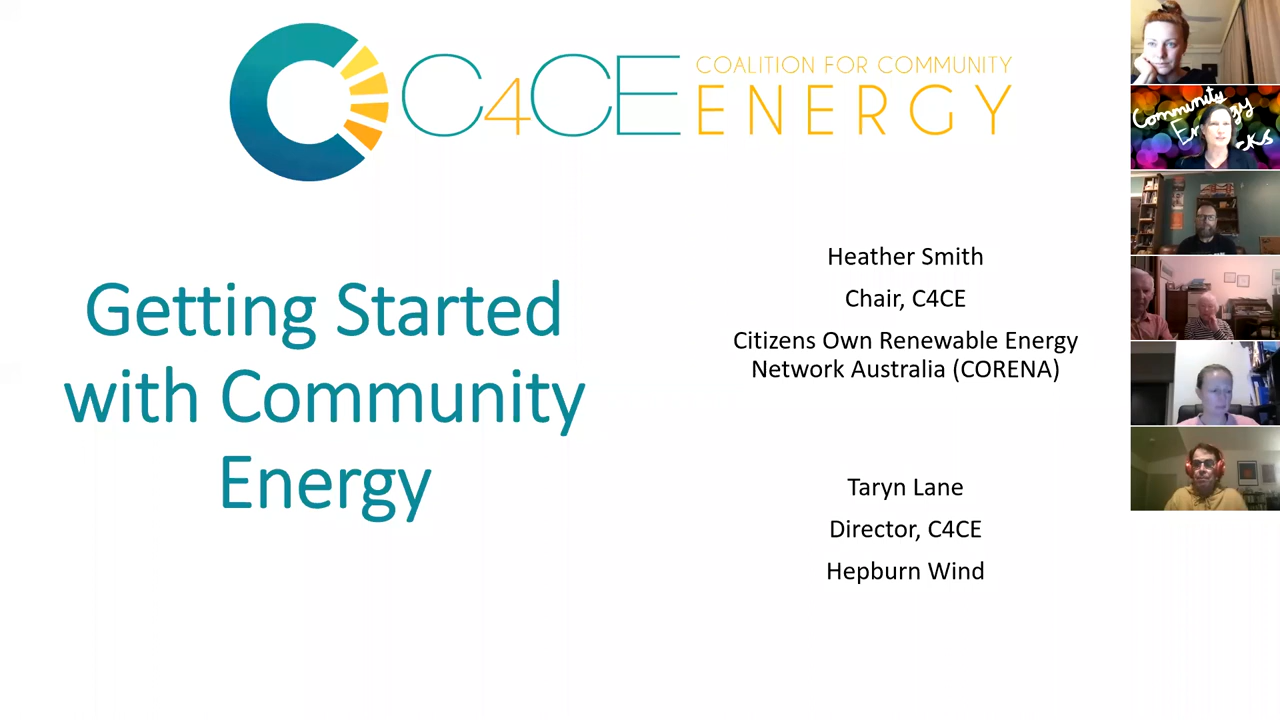 C4CE
COALITION FOR COMMUNITY
ENERGY
Getting Started
with Community
Energy
Heather Smith
Chair, C4CE
Citizens Own Renewable Energy
Network Australia (CORENA)
Taryn Lane
Director, C4CE
Hepburn Wind
Community